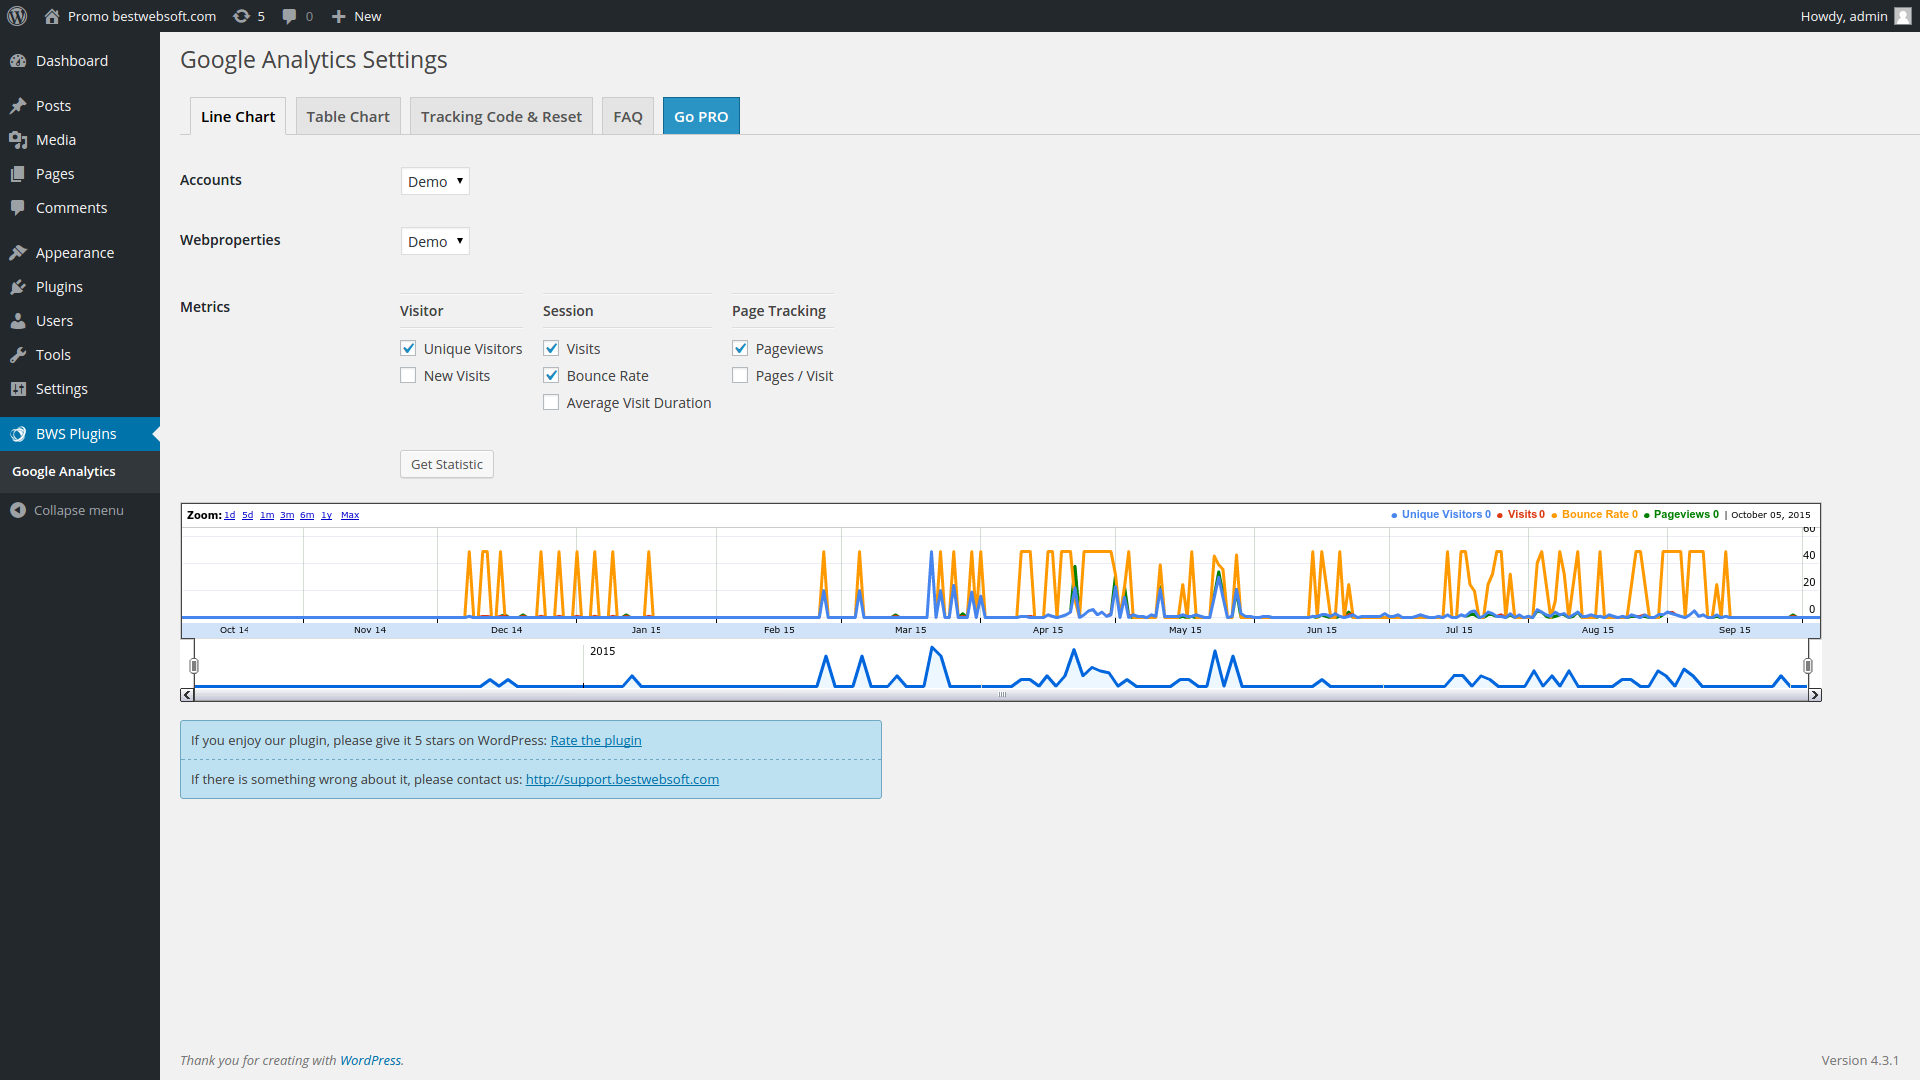 Promo bestwebsoft.com 5 0 New Howdy, admin
Dashboard
Posts
Media
Pages
Comments
Appearance
Plugins
Users
Tools
Settings
BWS Plugins
Google Analytics
Collapse menu
Google Analytics Settings
Line Chart Table Chart Tracking Code & Reset FAQ Go PRO
Accounts Demo
Webproperties Demo
Metrics
Visitor Session Page Tracking
Unique Visitors Visits Pageviews
New Visits Bounce Rate Pages / Visit
Average Visit Duration
Get Statistic
Zoom: 1d 5d 1m 3m 6m 1y Max Unique Visitors 0 Visits 0 Bounce Rate 0 Pageviews 0 | October 05, 2015
60
40
20
0
Oct 14 Nov 14 Dec 14 Jan 15 Feb 15 Mar 15 Apr 15 May 15 Jun 15 Jul 15 Aug 15 Sep 15
2015
If you enjoy our plugin, please give it 5 stars on WordPress: Rate the plugin
If there is something wrong about it, please contact us: http://support.bestwebsoft.com
Thank you for creating with WordPress. Version 4.3.1